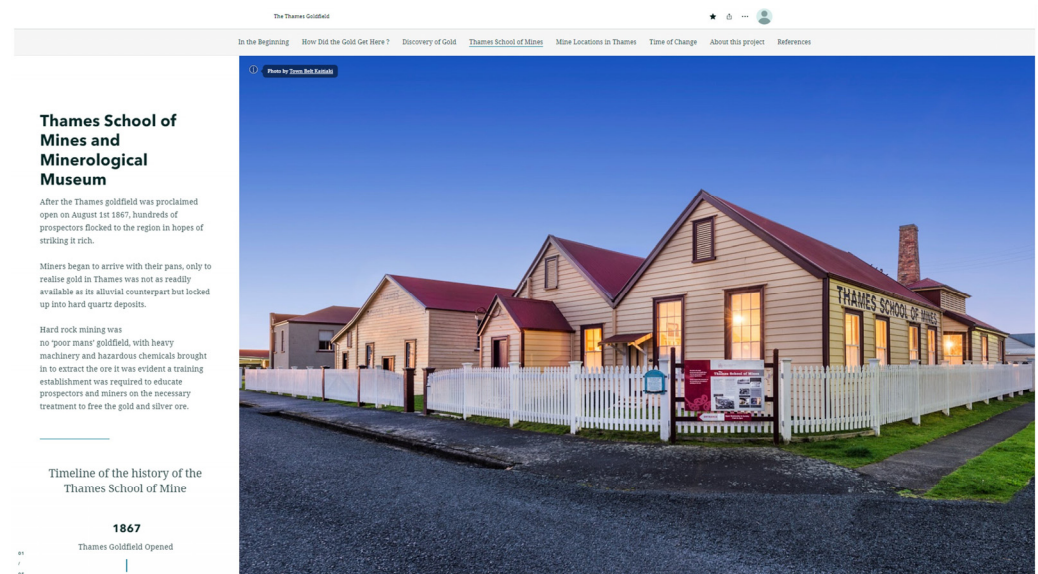 The Thames Goldfield
In the Beginning How Did the Gold Get Here ? Discovery of Gold Thames School of Mines Mine Locations in Thames Time of Change About this project References
Photo by Town Belt Kaitiaki
Thames School of
Mines and
Minerological
Museum
After the Thames goldfield was proclaimed
open on August 1st 1867, hundreds of
prospectors flocked to the region in hopes of
striking it rich.
Miners began to arrive with their pans, only to
realise gold in Thames was not as readily
available as its alluvial counterpart but locked
up into hard quartz deposits.
Hard rock mining was
no 'poor mans' goldfield, with heavy
machinery and hazardous chemicals brought
in to extract the ore it was evident a training
establishment was required to educate
prospectors and miners on the necessary
treatment to free the gold and silver ore.
Timeline of the history of the
Thames School of Mine
1867
Thames Goldfield Opened
01
/
THAMES SCHOOL OF MINES
Thames School of Mines